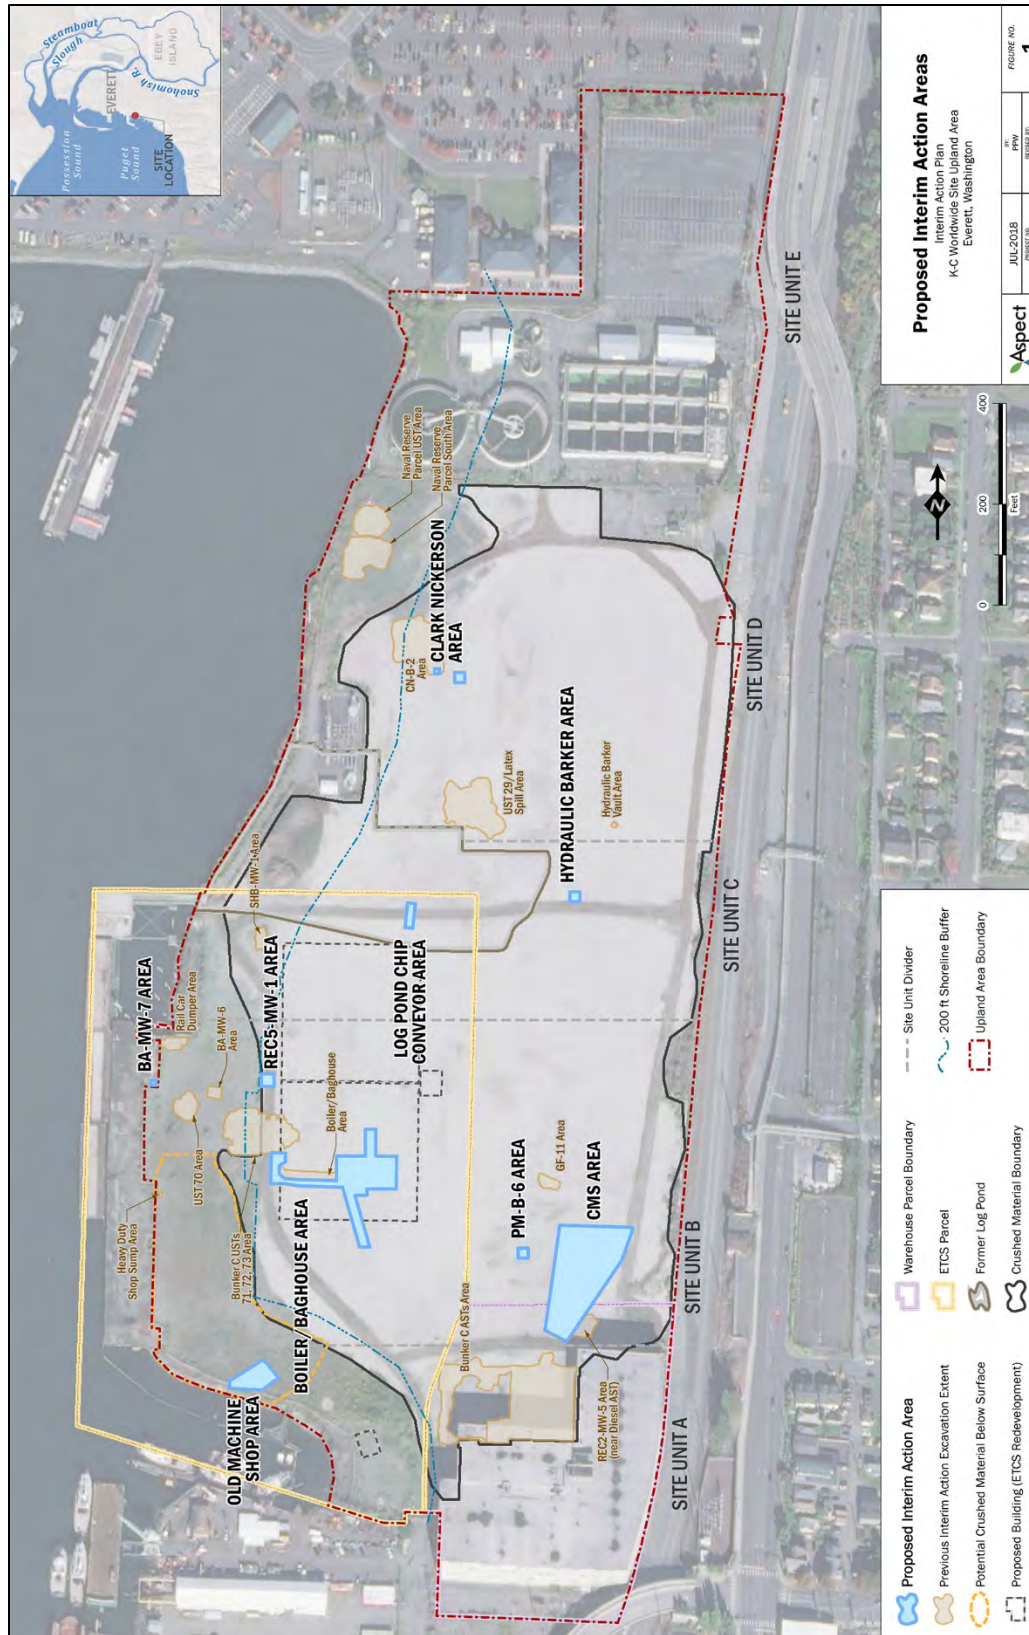 Steamboat
Slough
EBEY
ISLAND
Snohomish R.
EVERETT
Possession
Sound
Puget
Sound
SITE
LOCATION
BA-MW-7 AREA
Rail Car
Dumper Area
SHB-MW-1 Area
BA-MW-6
Area
UST 70 Area
REC5-MW-1 AREA
Heavy Duty
Shop Sump Area
Bunker C USTs
71, 72, 73 Area
Boiler/Baghouse
Area
BOILER/BAGHOUSE AREA
OLD MACHINE
SHOP AREA
LOG POND CHIP
CONVEYOR AREA
Naval Reserve
Parcel UST Area
Naval Reserve
Parcel South Area
CN-B-2
Area
CLARK NICKERSON
AREA
UST 29/Latex
Spill Area
Hydraulic Barker
Vault Area
HYDRAULIC BARKER AREA
PM-B-6 AREA
GF-11 Area
CMS AREA
Bunker C ASTs Area
REC2-MW-5 Area
(near Diesel AST)
SITE UNIT A
SITE UNIT B
SITE UNIT C
SITE UNIT D
SITE UNIT E
Proposed Interim Action Area
Previous Interim Action Excavation Extent
Potential Crushed Material Below Surface
Proposed Building (ETCS Redevelopment)
Warehouse Parcel Boundary
ETCS Parcel
Former Log Pond
Crushed Material Boundary
Site Unit Divider
200 ft Shoreline Buffer
Upland Area Boundary
N
0 200 400
Feet
Proposed Interim Action Areas
Interim Action Plan
K-C Worldwide Site Upland Area
Everett, Washington
Aspect
JUL-2018
PROJECT NO.
BY:
PPW
REVISED BY:
FIGURE NO.